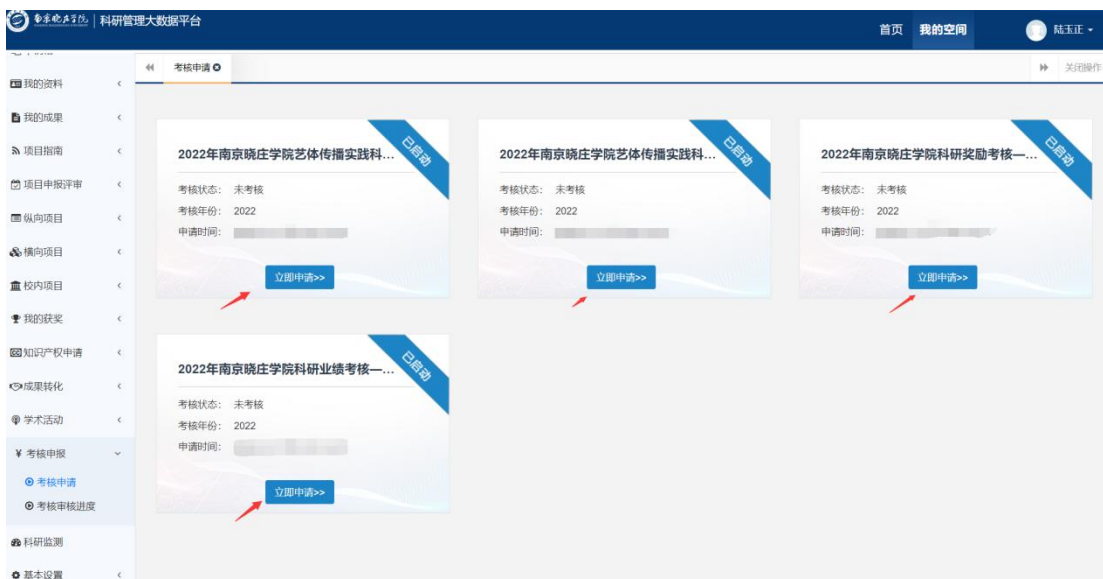 南京晓庄学院 | 科研管理大数据平台
首页
我的空间
陆玉正
我的资料
我的成果
项目指南
项目申报评审
纵向项目
横向项目
校内项目
我的获奖
知识产权申请
成果转化
学术活动
考核申报
考核申请
考核审核进度
科研监测
基本设置
考核申请
关闭操作
2022年南京晓庄学院艺体传播实践科...
已启动
考核状态: 未考核
考核年份: 2022
申请时间:
立即申请>>
2022年南京晓庄学院艺体传播实践科...
已启动
考核状态: 未考核
考核年份: 2022
申请时间:
立即申请>>
2022年南京晓庄学院科研奖励考核—...
已启动
考核状态: 未考核
考核年份: 2022
申请时间:
立即申请>>
2022年南京晓庄学院科研业绩考核—...
已启动
考核状态: 未考核
考核年份: 2022
申请时间:
立即申请>>